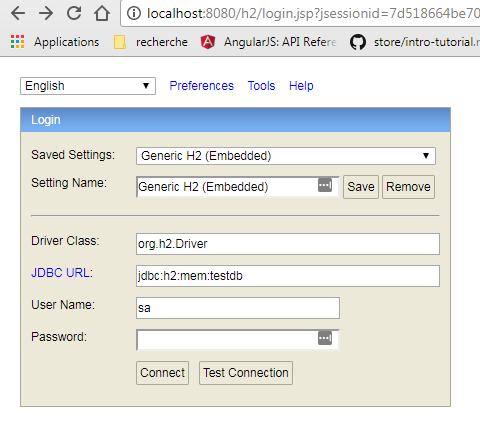 localhost:8080/h2/login.jsp?jsessionid=7d518664be70
Applications recherche AngularJS: API Refere store/intro-tutorial.r
English Preferences Tools Help
Login
Saved Settings: Generic H2 (Embedded)
Setting Name: Generic H2 (Embedded) Save Remove
Driver Class: org.h2.Driver
JDBC URL: jdbc:h2:mem:testdb
User Name: sa
Password:
Connect Test Connection